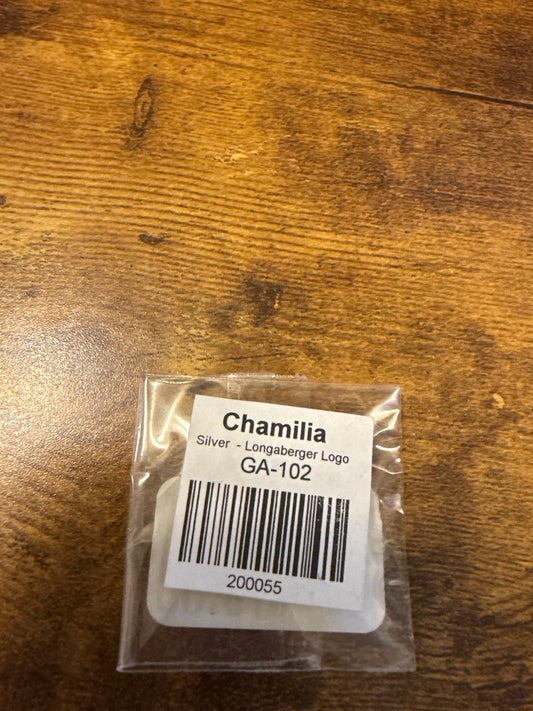 Chamilia
Silver - Longaberger Logo
GA-102
200055